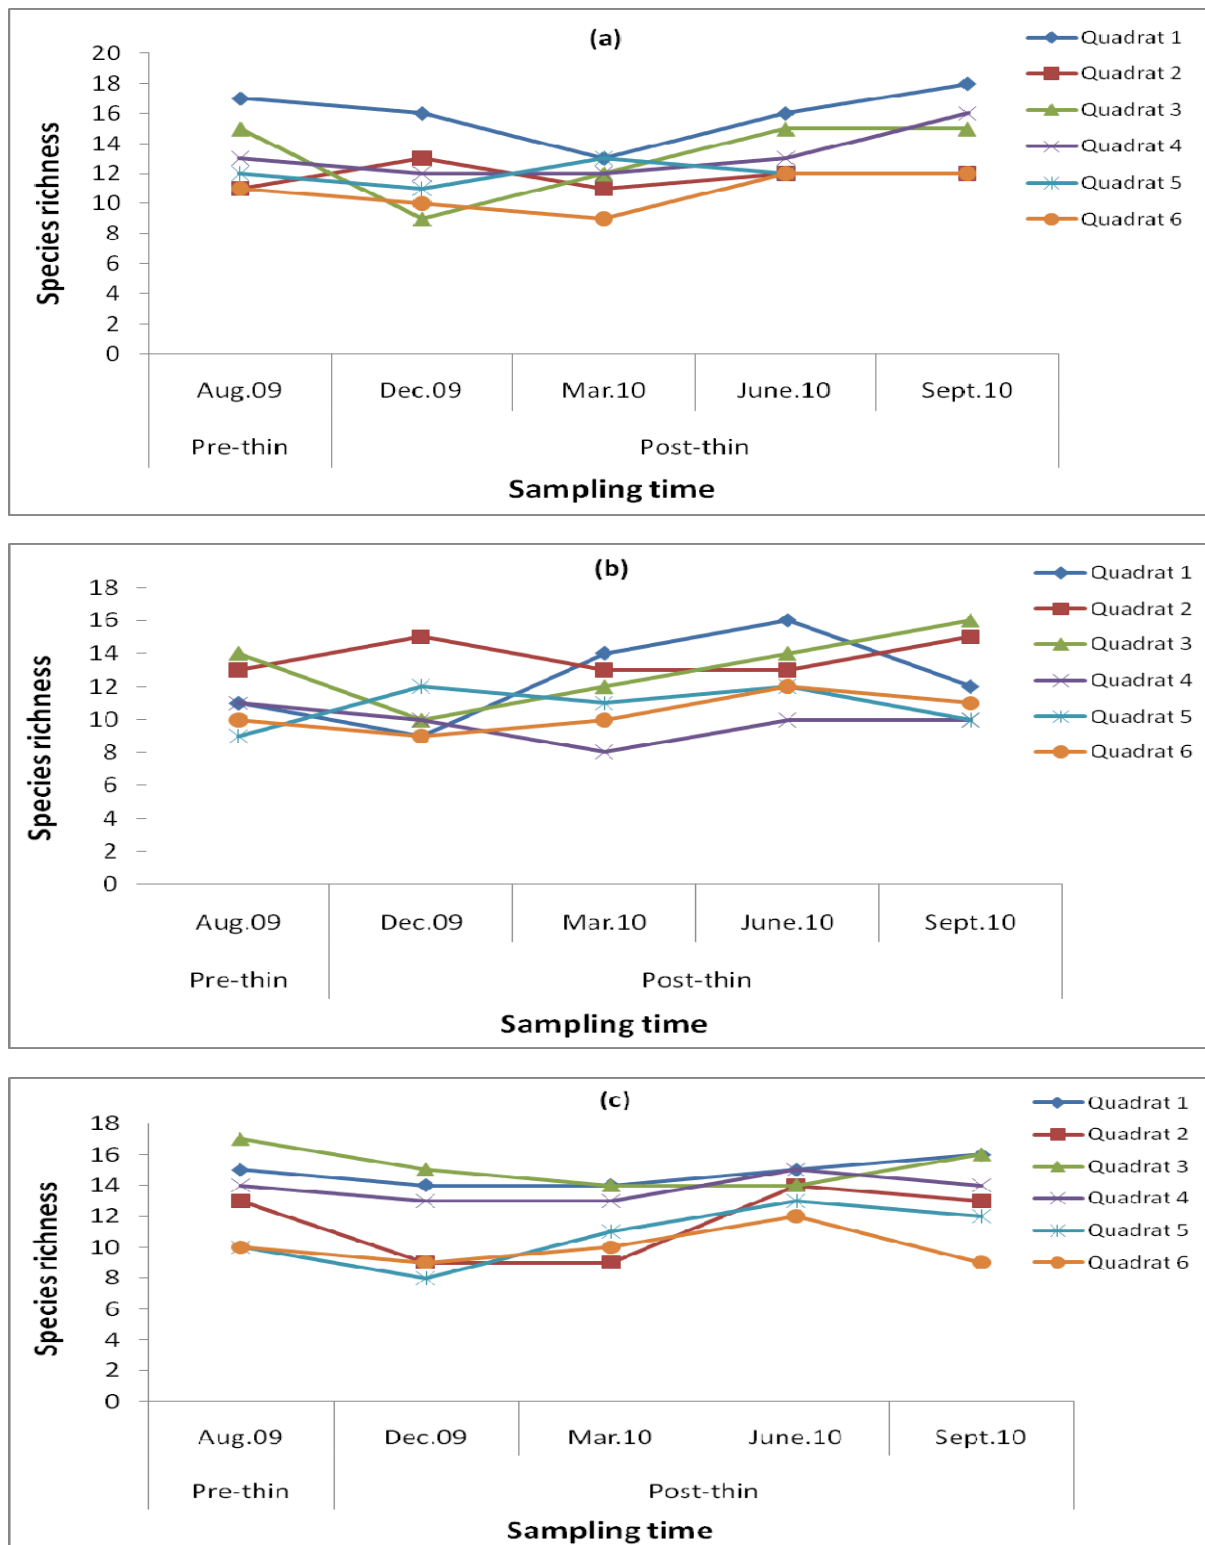 (a)
20
18
16
14
12
10
8
6
4
2
0
Species richness
Quadrat 1
Quadrat 2
Quadrat 3
Quadrat 4
Quadrat 5
Quadrat 6
Aug.09 Dec.09 Mar.10 June.10 Sept.10
Pre-thin Post-thin
Sampling time
(b)
18
16
14
12
10
8
6
4
2
0
Species richness
Quadrat 1
Quadrat 2
Quadrat 3
Quadrat 4
Quadrat 5
Quadrat 6
Aug.09 Dec.09 Mar.10 June.10 Sept.10
Pre-thin Post-thin
Sampling time
(c)
18
16
14
12
10
8
6
4
2
0
Species richness
Quadrat 1
Quadrat 2
Quadrat 3
Quadrat 4
Quadrat 5
Quadrat 6
Aug.09 Dec.09 Mar.10 June.10 Sept.10
Pre-thin Post-thin
Sampling time